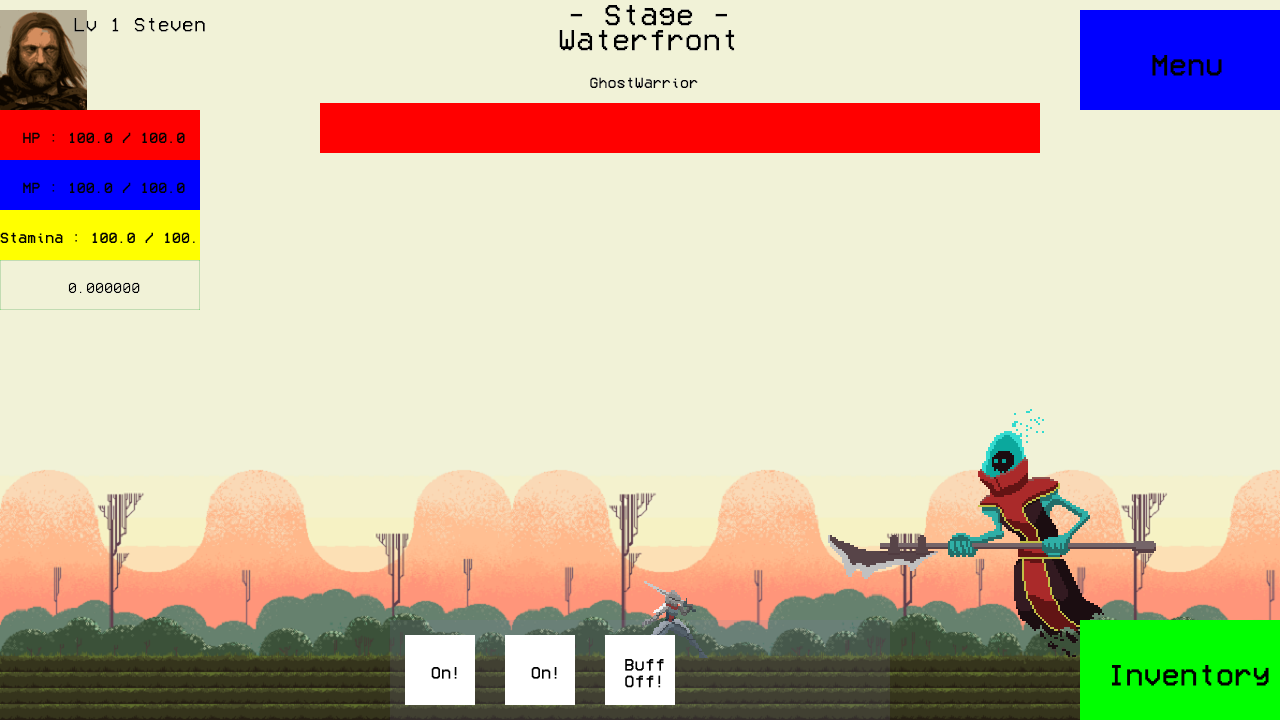 Lv 1 Steven
- Stage -
Waterfront
Menu
GhostWarrior
HP : 100.0 / 100.0
MP : 100.0 / 100.0
Stamina : 100.0 / 100.
0.000000
On!
On!
Buff
Off!
Inventory